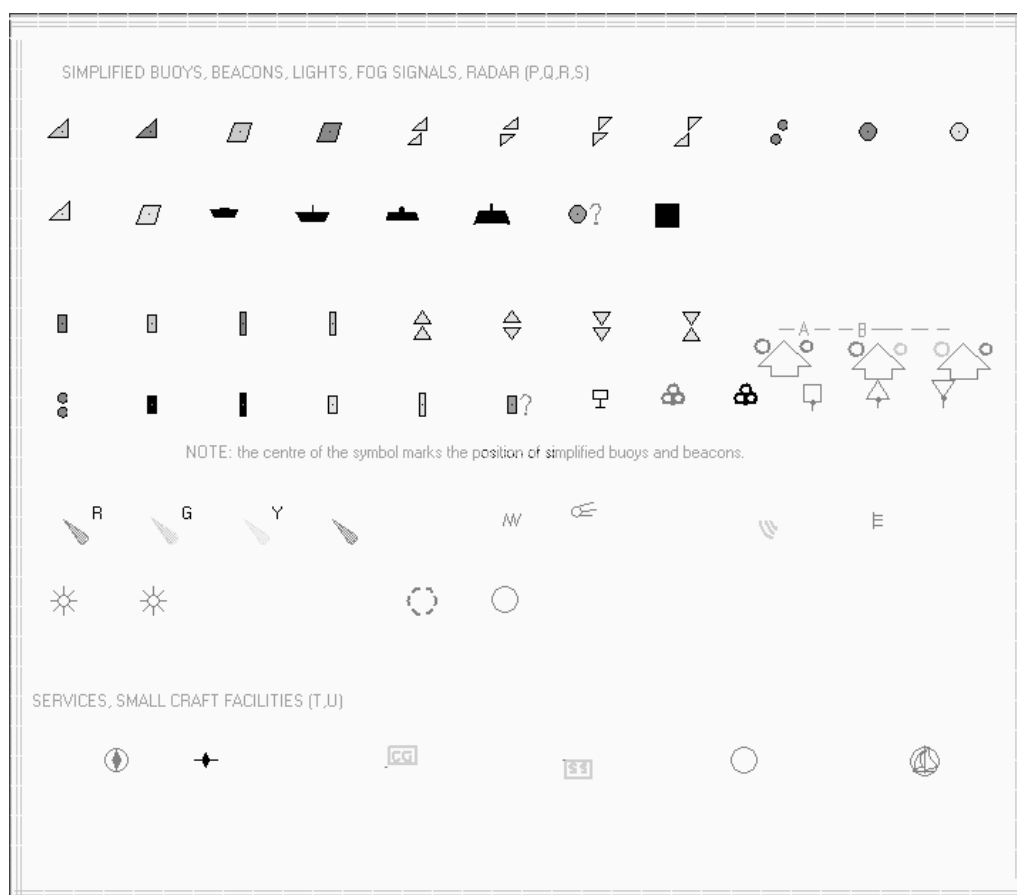 SIMPLIFIED BUOYS, BEACONS, LIGHTS, FOG SIGNALS, RADAR (P,Q,R,S)
?
A B
?
NOTE: the centre of the symbol marks the position of simplified buoys and beacons.
R G Y
SERVICES, SMALL CRAFT FACILITIES (T,U)
CG
SS